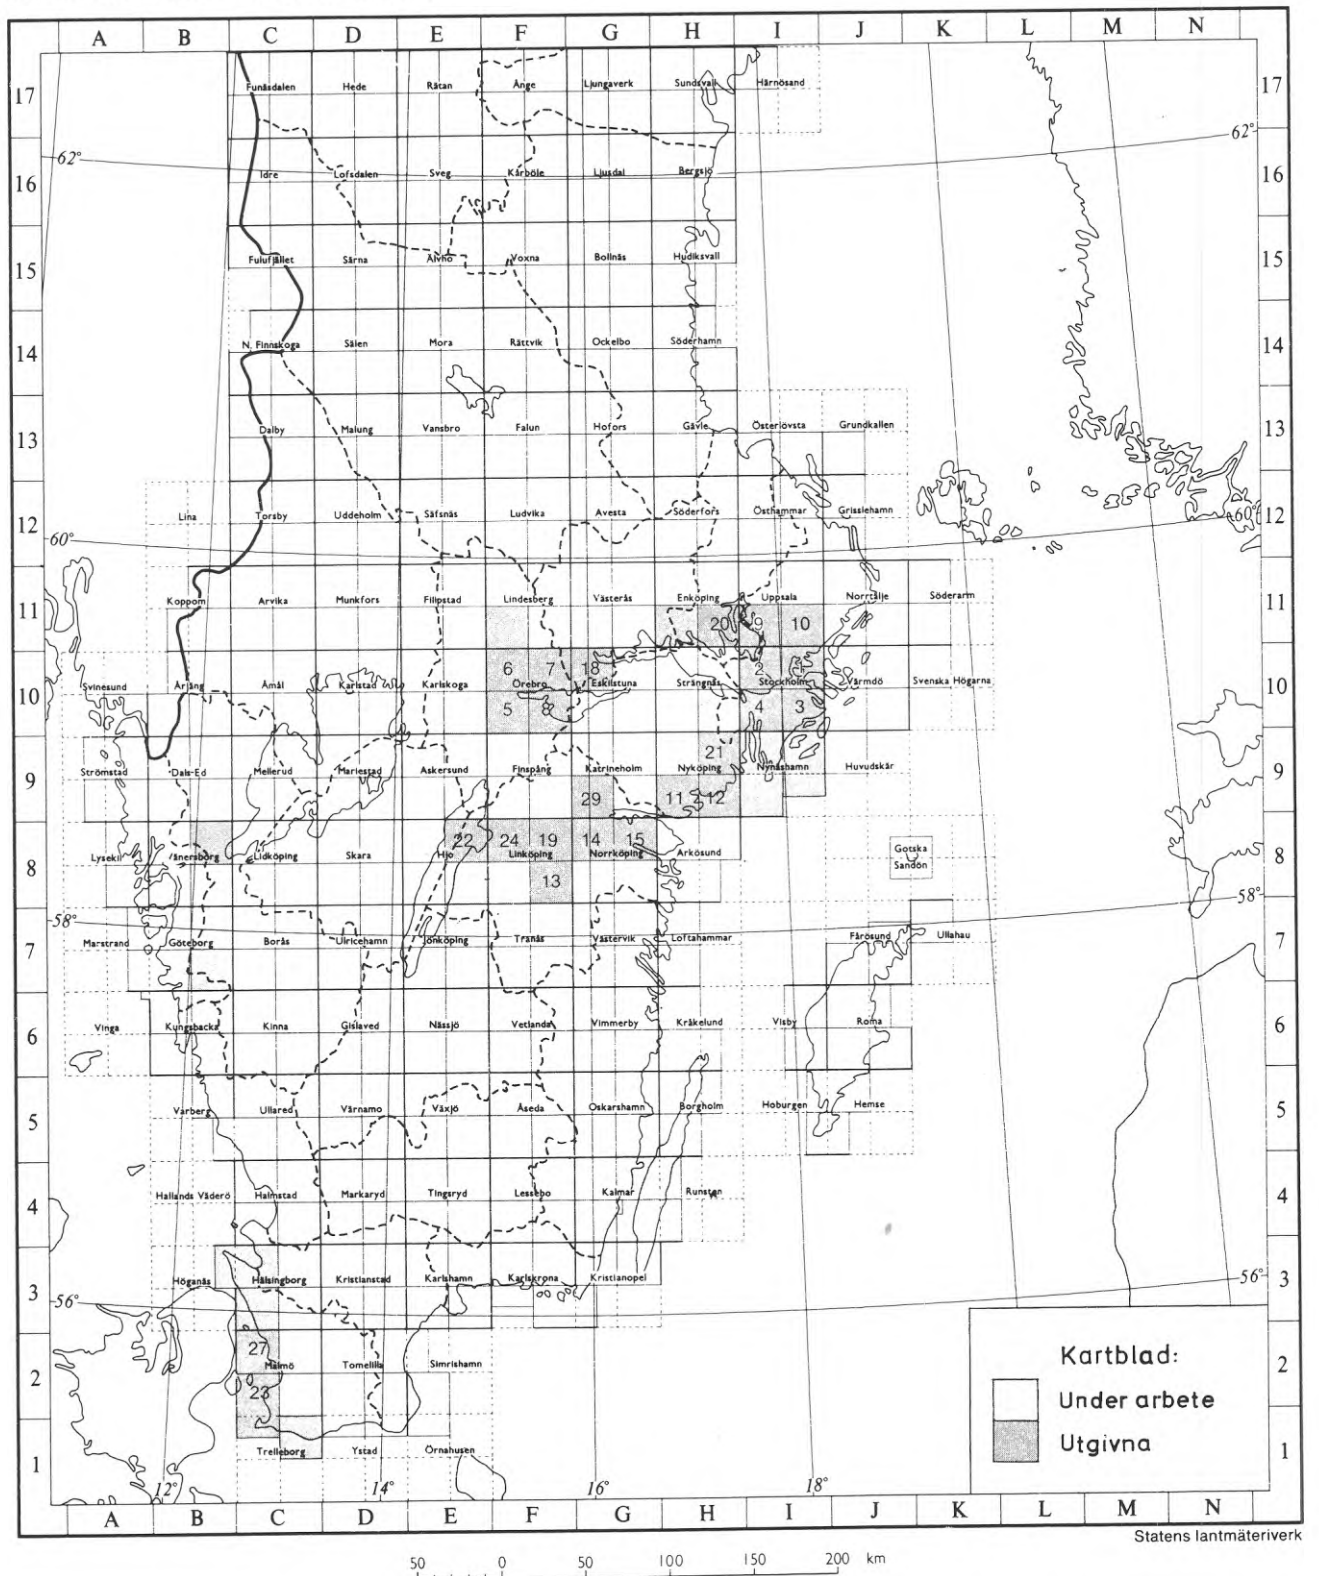 A B C D E F G H I J K L M N
17 Funäsdalen Hede Rätan Ånge Ljungaverk Sundsvall Härnösand 17
62° 62°
16 Idre Lofsdalen Sveg Kårböle Ljusdal Bergsjö 16
15 Fulufjället Särna Älvho Voxna Bollnäs Hudiksvall 15
14 N. Finnskoga Sälen Mora Rättvik Ockelbo Söderhamn 14
13 Dalby Malung Vansbro Falun Hofors Gävle Österlövsta Grundkallen 13
12 Lina Torsby Uddeholm Säfsnäs Ludvika Avesta Söderfors Östhammar Grisslehamn 12
60° 60°
11 Koppom Arvika Munkfors Filipstad Lindesberg Västerås Enköping Uppsala Norrtälje Söderarm 11
20 9 10
6 7 18 2 1
10 Svinesund Årjäng Åmål Karlstad Karlskoga Örebro Eskilstuna Strängnäs Stockholm Värmdö Svenska Högarna 10
5 8 4 3
21
9 Strömstad Dals-Ed Mellerud Mariestad Askersund Finspång Katrineholm Nyköping Nynäshamn Huvudskär 9
29 11 12
22 24 19 14 15
8 Lysekil Vänersborg Lidköping Skara Hjo Linköping Norrköping Arkösund Gotska Sandön 8
13
58° 58°
7 Marstrand Göteborg Borås Ulricehamn Jönköping Tranås Västervik Loftahammar Fårösund Ullahau 7
6 Vinga Kungsbacka Kinna Gislaved Nässjö Vetlanda Vimmerby Kråkelund Visby Roma 6
5 Varberg Ullared Värnamo Växjö Åseda Oskarshamn Borgholm Hoburgen Hemse 5
4 Hallands Väderö Halmstad Markaryd Tingsryd Lessebo Kalmar Runsten 4
3 Höganäs Hälsingborg Kristianstad Karlshamn Karlskrona Kristianopel 3
56° 56°
27
2 Malmö Tomelilla Simrishamn 2
23
1 Trelleborg Ystad Örnahusen 1
12° 14° 16° 18°
Kartblad:
Under arbete
Utgivna
A B C D E F G H I J K L M N
Statens lantmäteriverk
50 0 50 100 150 200 km